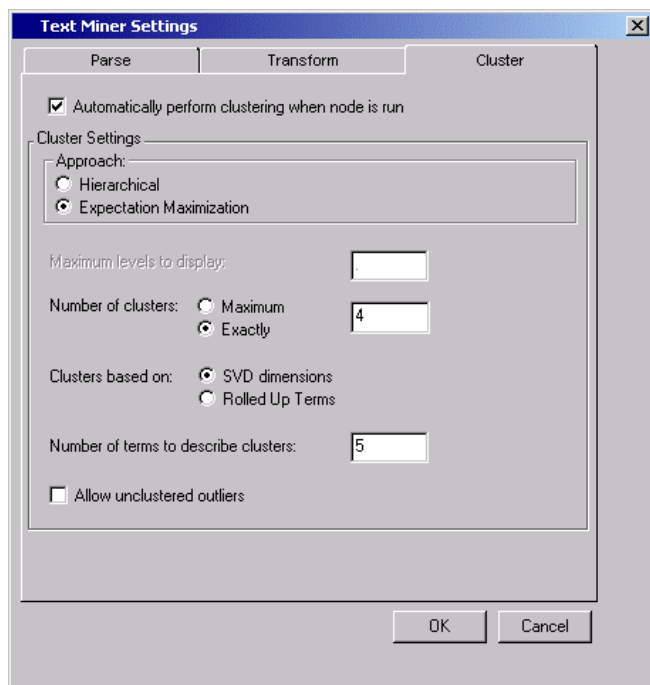 Text Miner Settings
Parse
Transform
Cluster
Automatically perform clustering when node is run
Cluster Settings
Approach:
Hierarchical
Expectation Maximization
Maximum levels to display:
.
Number of clusters:
Maximum
Exactly
4
Clusters based on:
SVD dimensions
Rolled Up Terms
Number of terms to describe clusters:
5
Allow unclustered outliers
OK
Cancel